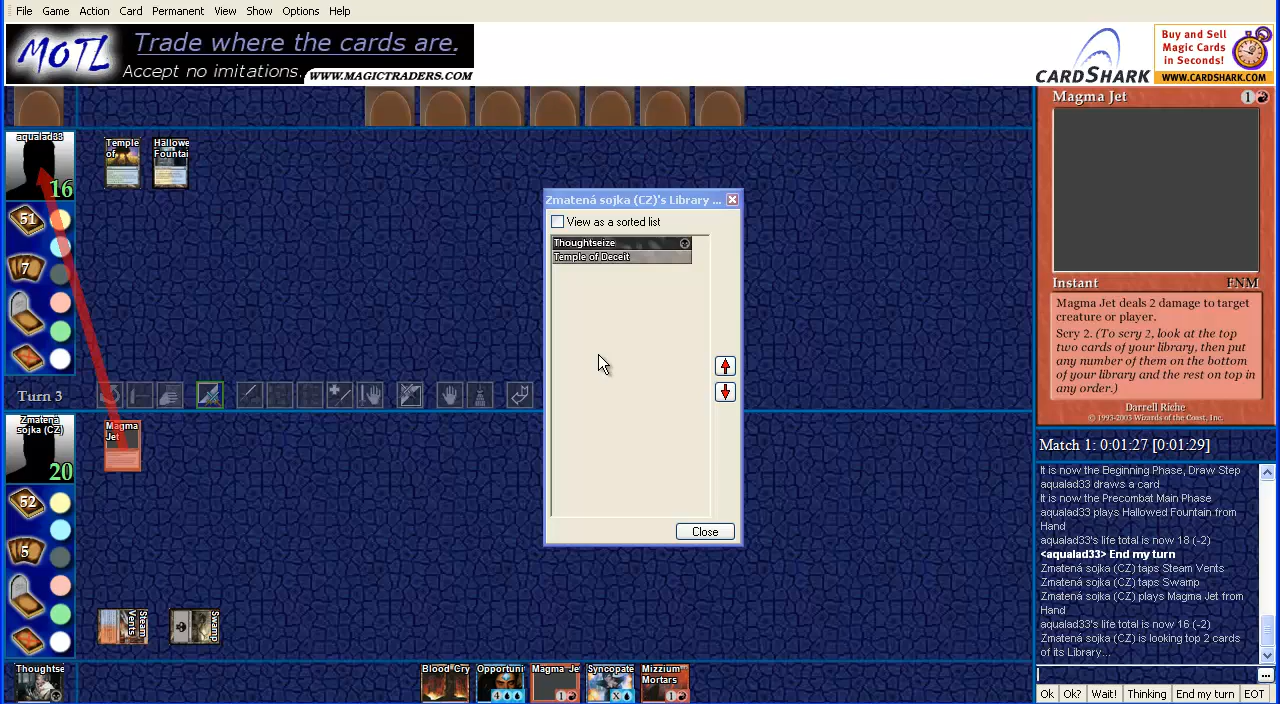 File Game Action Card Permanent View Show Options Help
MOTL
Trade where the cards are.
Accept no imitations.
WWW.MAGICTRADERS.COM
CARDSHARK
Buy and Sell
Magic Cards
in Seconds!
WWW.CARDSHARK.COM
aqualad33
16
51
7
Temple
of
Hallowe
Fountai
Turn 3
Zmatená
sojka (CZ)
20
52
5
Magma
Jet
Steam
Vents
Swamp
Zmatená sojka (CZ)'s Library ...
View as a sorted list
Thoughtseize
Temple of Deceit
Close
Thoughtse
Blood Cry
Opportuni
4
Magma Je
1
Syncopate
X
Mizzium
Mortars
1
Magma Jet 1
Instant FNM
Magma Jet deals 2 damage to target
creature or player.
Scry 2. (To scry 2, look at the top
two cards of your library, then put
any number of them on the bottom
of your library and the rest on top in
any order.)
Darrell Riche
© 1993-2003 Wizards of the Coast, Inc.
Match 1: 0:01:27 [0:01:29]
It is now the Beginning Phase, Draw Step
aqualad33 draws a card
It is now the Precombat Main Phase
aqualad33 plays Hallowed Fountain from
Hand
aqualad33's life total is now 18 (-2)
<aqualad33> End my turn
Zmatená sojka (CZ) taps Steam Vents
Zmatená sojka (CZ) taps Swamp
Zmatená sojka (CZ) plays Magma Jet from
Hand
aqualad33's life total is now 16 (-2)
Zmatená sojka (CZ) is looking top 2 cards
of its Library...
...
Ok Ok? Wait! Thinking End my turn EOT